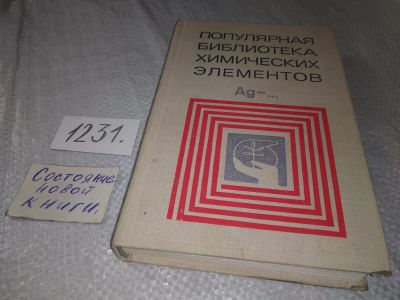 ПОПУЛЯРНАЯ
БИБЛИОТЕКА
ХИМИЧЕСКИХ
ЭЛЕМЕНТОВ
Ag—...
1231.
Состояние
новой
книги.